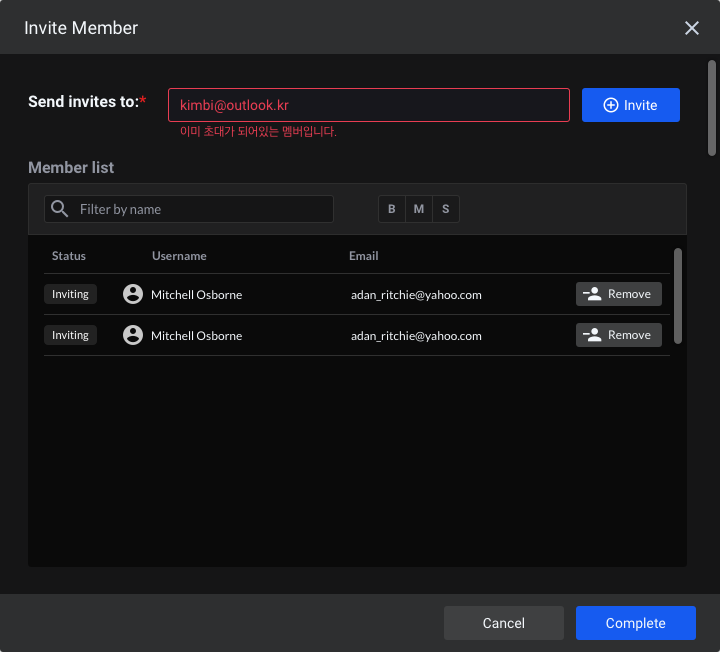 Invite Member
Send invites to:* kimbi@outlook.kr Invite
이미 초대가 되어있는 멤버입니다.
Member list
Filter by name B M S
Status Username Email
Inviting Mitchell Osborne adan_ritchie@yahoo.com Remove
Inviting Mitchell Osborne adan_ritchie@yahoo.com Remove
Cancel Complete